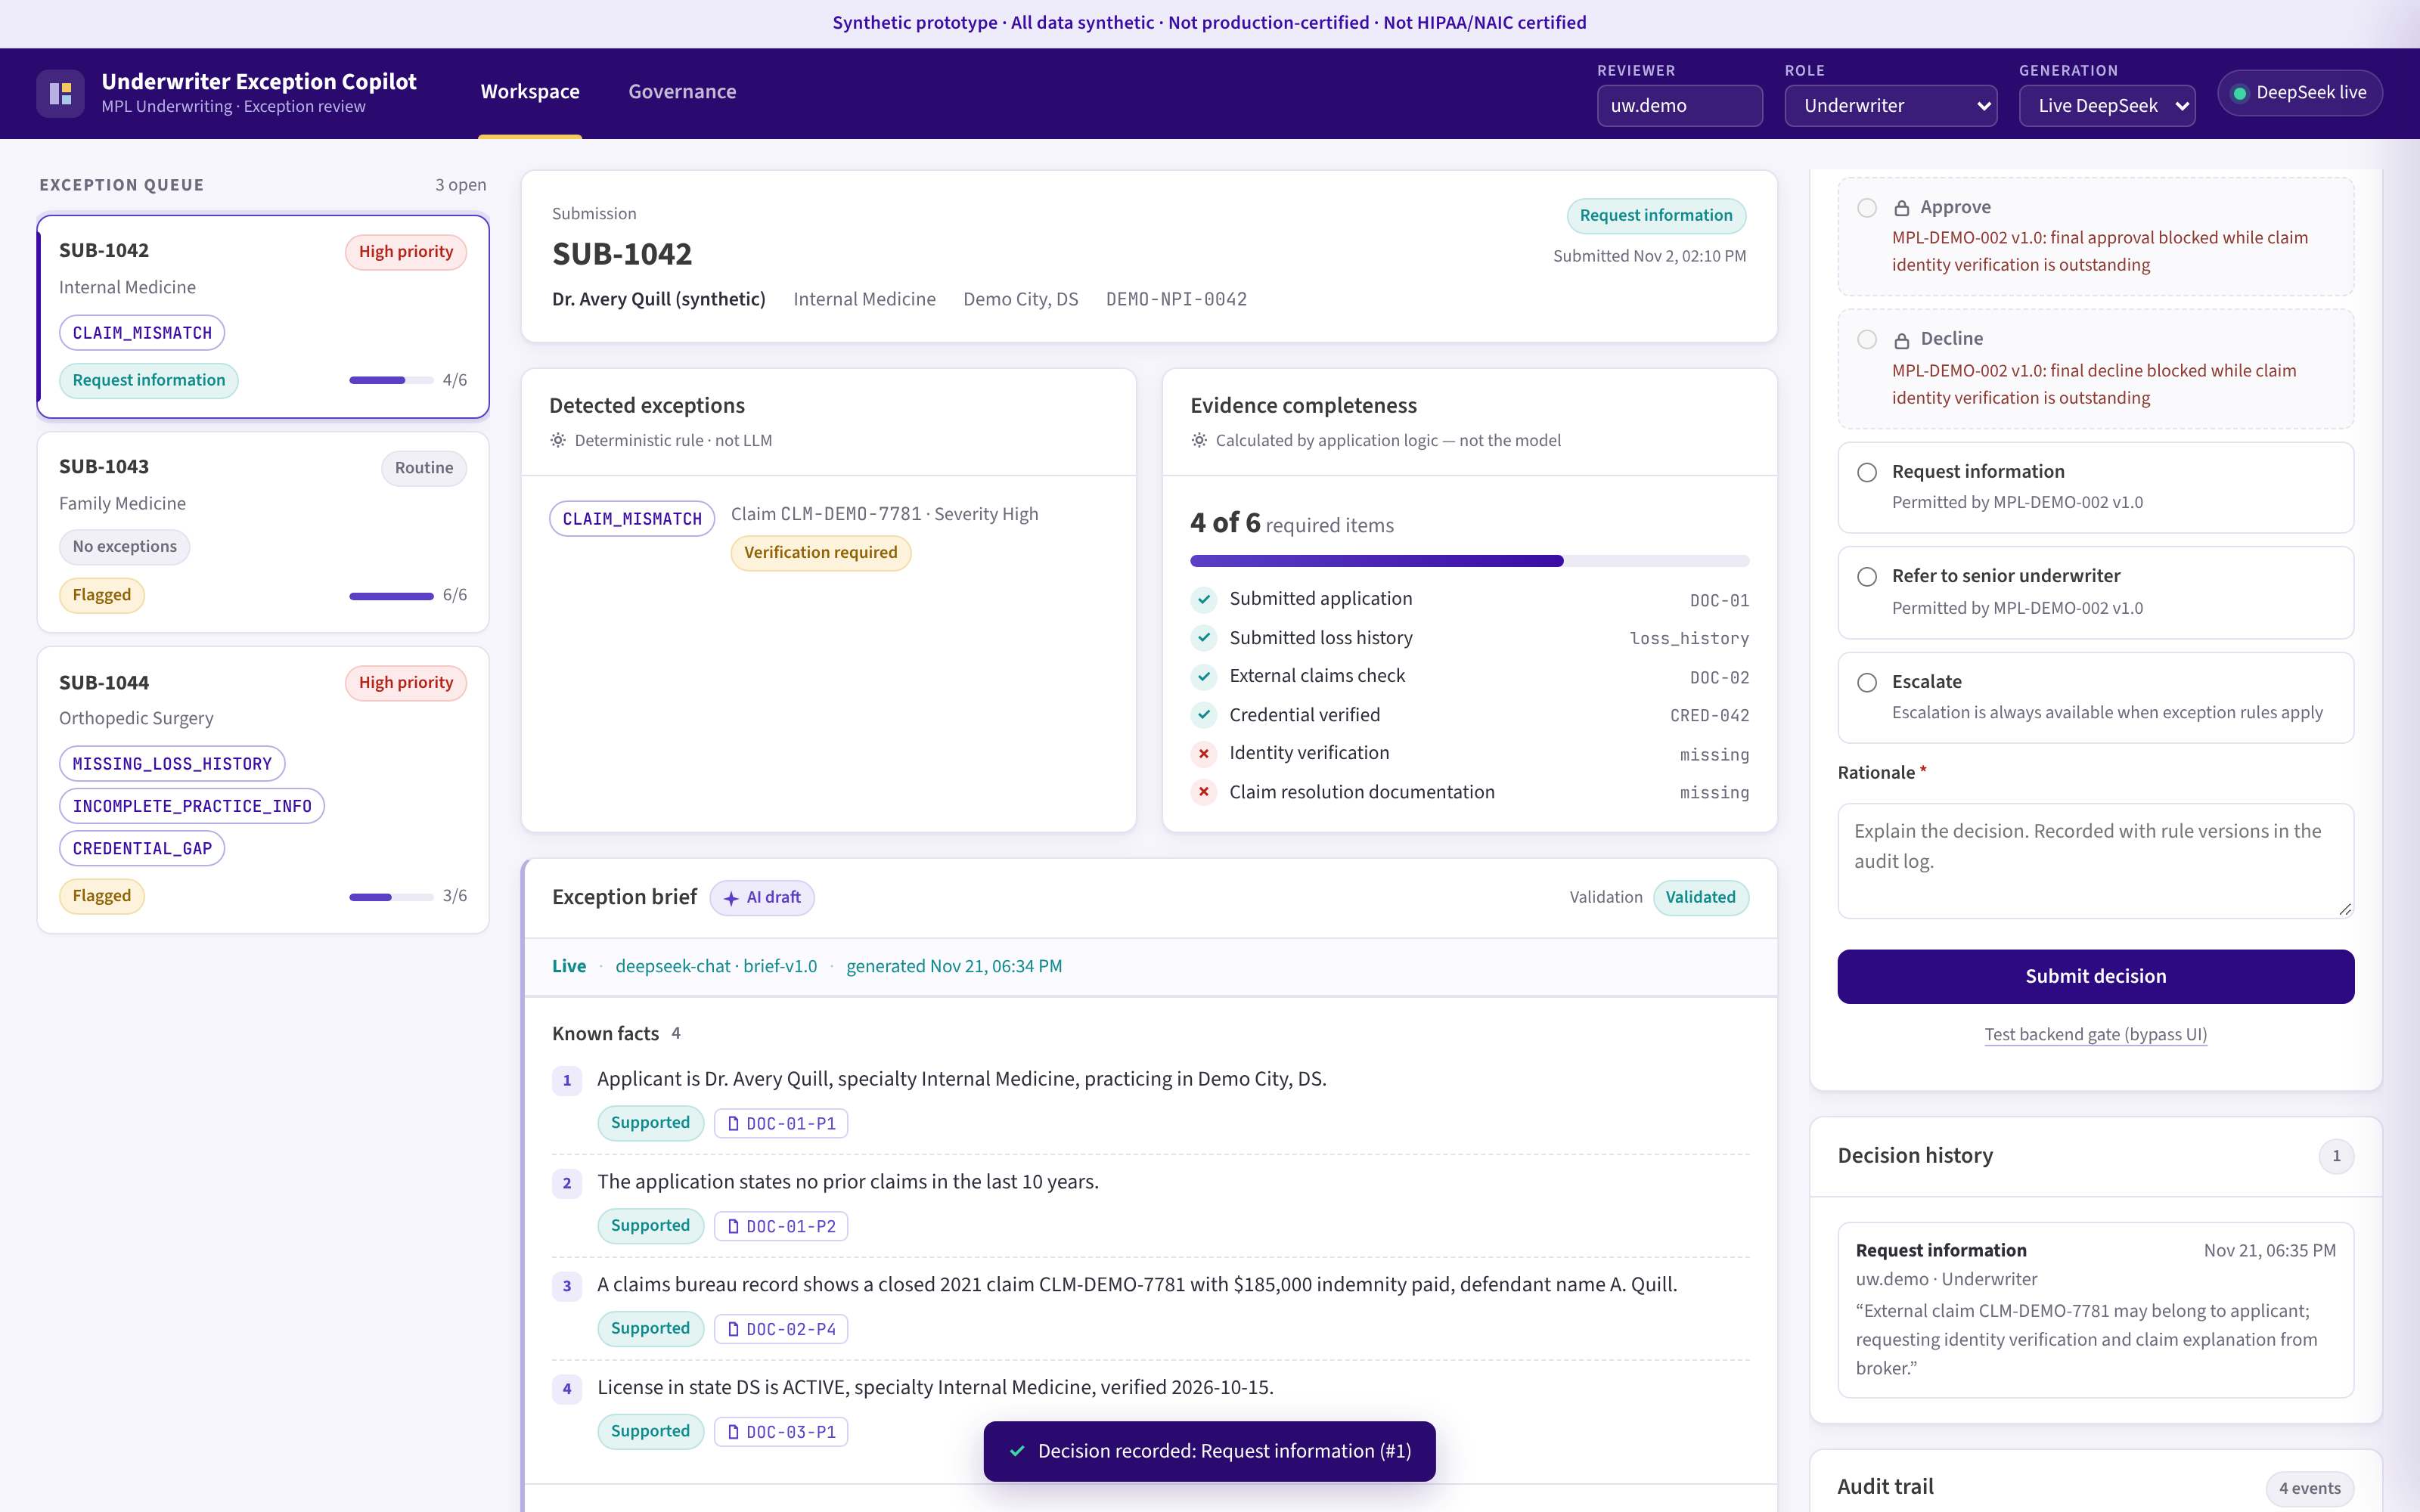 Synthetic prototype · All data synthetic · Not production-certified · Not HIPAA/NAIC certified
Underwriter Exception Copilot
MPL Underwriting · Exception review
Workspace
Governance
REVIEWER
uw.demo
ROLE
Underwriter
GENERATION
Live DeepSeek
DeepSeek live
EXCEPTION QUEUE
3 open
SUB-1042
High priority
Internal Medicine
CLAIM_MISMATCH
Request information
4/6
SUB-1043
Routine
Family Medicine
No exceptions
Flagged
6/6
SUB-1044
High priority
Orthopedic Surgery
MISSING_LOSS_HISTORY
INCOMPLETE_PRACTICE_INFO
CREDENTIAL_GAP
Flagged
3/6
Submission
SUB-1042
Request information
Submitted Nov 2, 02:10 PM
Dr. Avery Quill (synthetic)
Internal Medicine
Demo City, DS
DEMO-NPI-0042
Detected exceptions
Deterministic rule · not LLM
CLAIM_MISMATCH
Claim CLM-DEMO-7781 · Severity High
Verification required
Evidence completeness
Calculated by application logic — not the model
4 of 6 required items
Submitted application
DOC-01
Submitted loss history
loss_history
External claims check
DOC-02
Credential verified
CRED-042
Identity verification
missing
Claim resolution documentation
missing
Exception brief
AI draft
Validation
Validated
Live · deepseek-chat · brief-v1.0 · generated Nov 21, 06:34 PM
Known facts 4
1
Applicant is Dr. Avery Quill, specialty Internal Medicine, practicing in Demo City, DS.
Supported
DOC-01-P1
2
The application states no prior claims in the last 10 years.
Supported
DOC-01-P2
3
A claims bureau record shows a closed 2021 claim CLM-DEMO-7781 with $185,000 indemnity paid, defendant name A. Quill.
Supported
DOC-02-P4
4
License in state DS is ACTIVE, specialty Internal Medicine, verified 2026-10-15.
Supported
DOC-03-P1
Decision recorded: Request information (#1)
Approve
MPL-DEMO-002 v1.0: final approval blocked while claim
identity verification is outstanding
Decline
MPL-DEMO-002 v1.0: final decline blocked while claim
identity verification is outstanding
Request information
Permitted by MPL-DEMO-002 v1.0
Refer to senior underwriter
Permitted by MPL-DEMO-002 v1.0
Escalate
Escalation is always available when exception rules apply
Rationale *
Explain the decision. Recorded with rule versions in the
audit log.
Submit decision
Test backend gate (bypass UI)
Decision history
1
Request information
Nov 21, 06:35 PM
uw.demo · Underwriter
“External claim CLM-DEMO-7781 may belong to applicant;
requesting identity verification and claim explanation from
broker.”
Audit trail
4 events